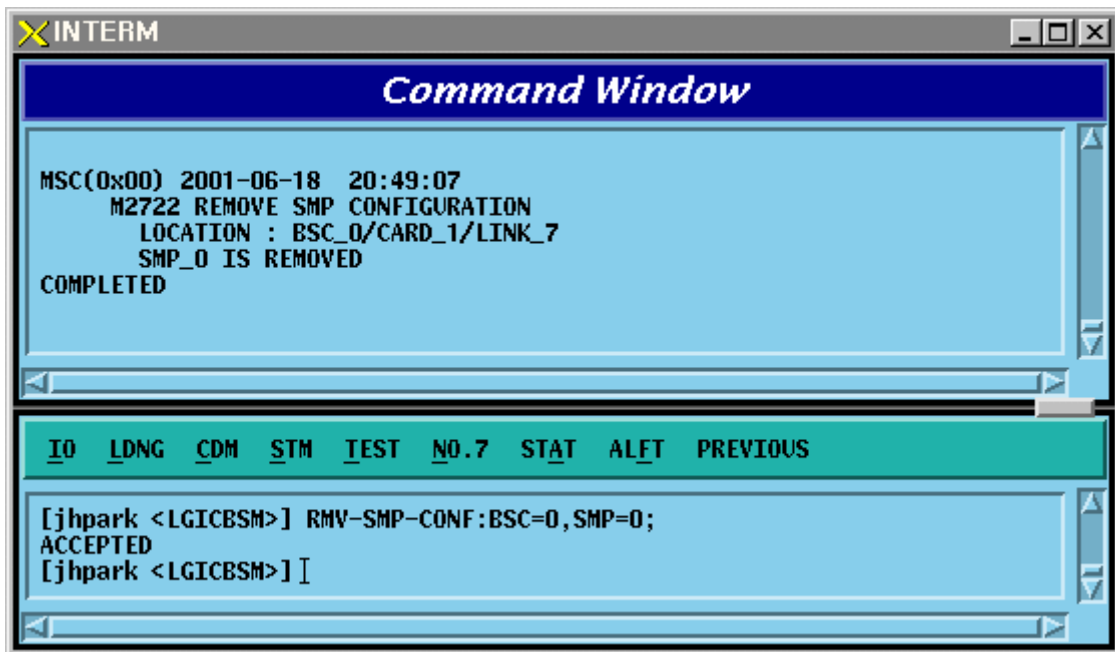 INTERM
Command Window
MSC(0x00) 2001-06-18 20:49:07
M2722 REMOVE SMP CONFIGURATION
LOCATION : BSC_0/CARD_1/LINK_7
SMP_0 IS REMOVED
COMPLETED
IO LDNG CDM STM TEST NO.7 STAT ALFT PREVIOUS
[jhpark <LGICBSM>] RMV-SMP-CONF:BSC=0,SMP=0;
ACCEPTED
[jhpark <LGICBSM>]